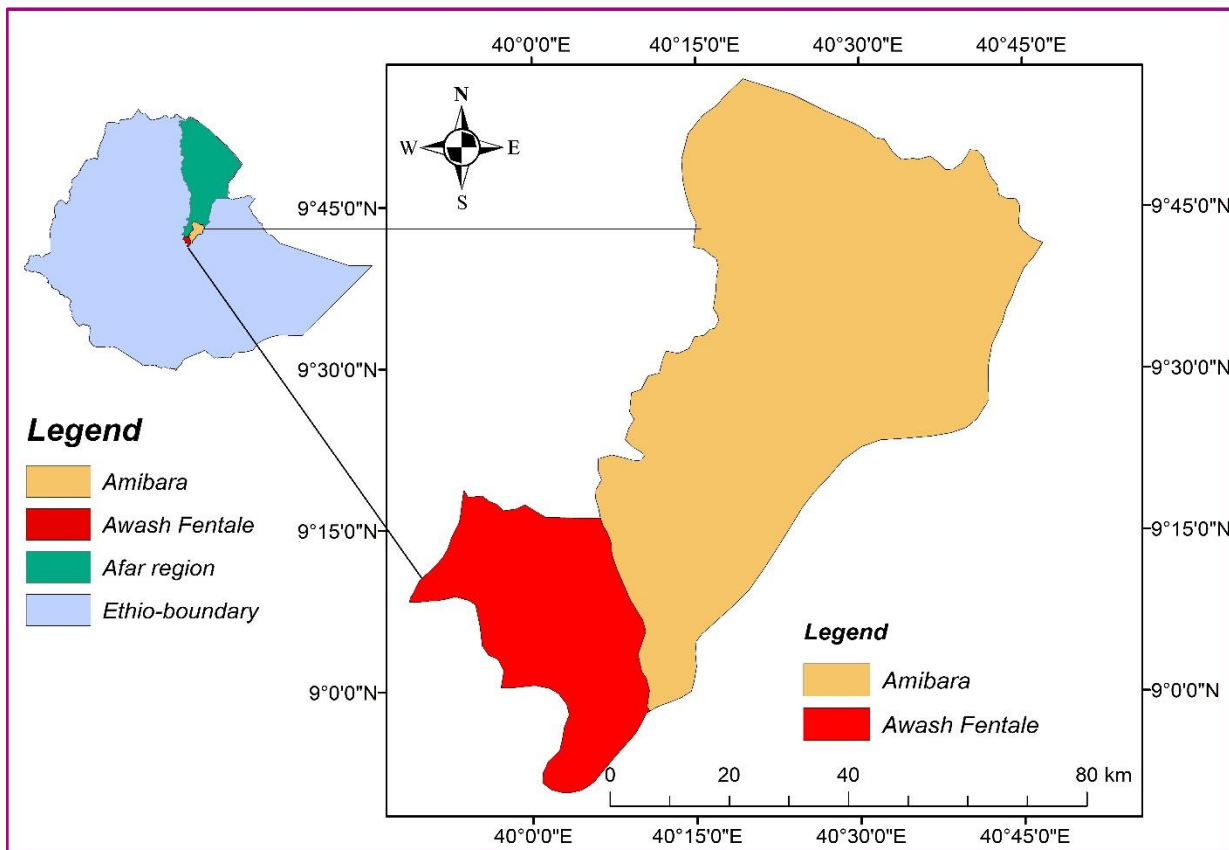 40°0'0"E 40°15'0"E 40°30'0"E 40°45'0"E
N
W E
S
9°45'0"N 9°45'0"N
9°30'0"N 9°30'0"N
9°15'0"N 9°15'0"N
9°0'0"N 9°0'0"N
Legend
Amibara
Awash Fentale
Afar region
Ethio-boundary
Legend
Amibara
Awash Fentale
0 20 40 80 km
40°0'0"E 40°15'0"E 40°30'0"E 40°45'0"E